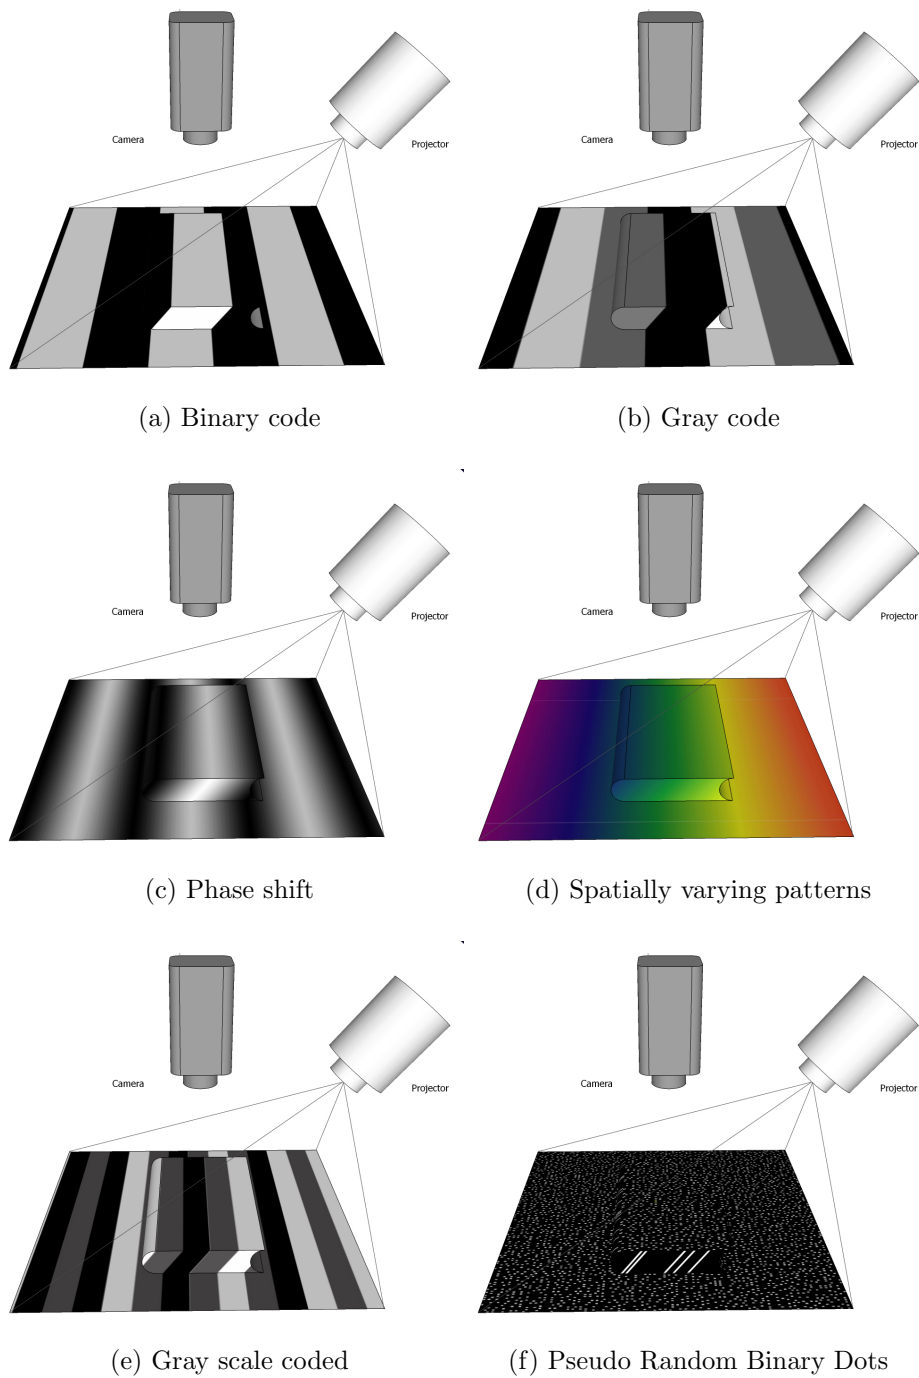 Camera
Projector
Camera
Projector
(a) Binary code
(b) Gray code
Camera
Projector
Camera
Projector
(c) Phase shift
(d) Spatially varying patterns
Camera
Projector
Camera
Projector
(e) Gray scale coded
(f) Pseudo Random Binary Dots